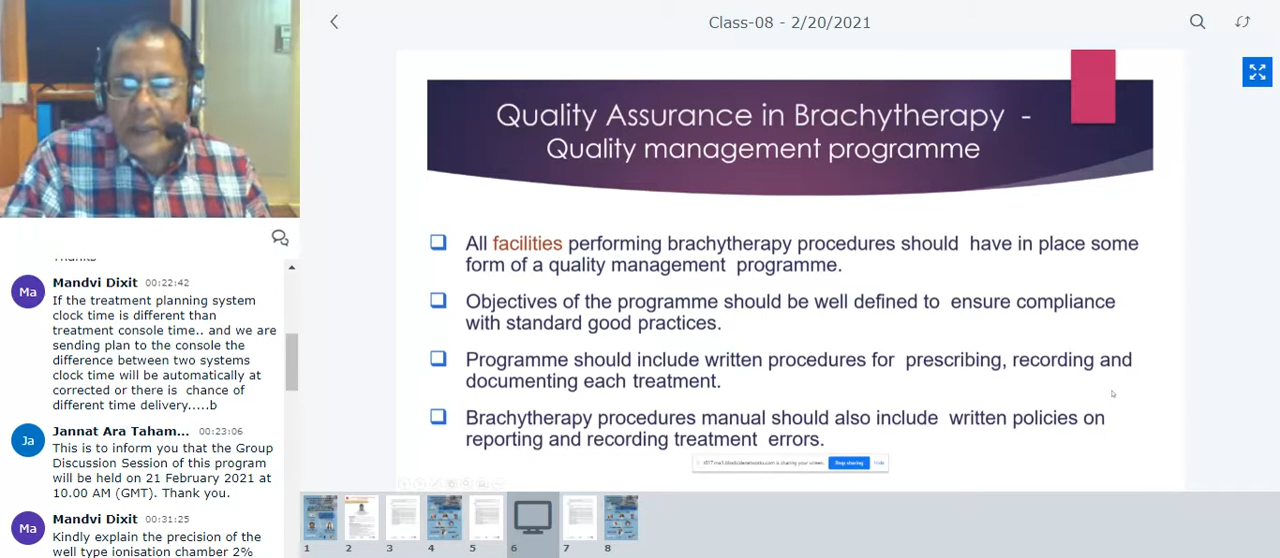 Class-08 - 2/20/2021
Quality Assurance in Brachytherapy -
Quality management programme
All facilities performing brachytherapy procedures should have in place some
form of a quality management programme.
Objectives of the programme should be well defined to ensure compliance
with standard good practices.
Programme should include written procedures for prescribing, recording and
documenting each treatment.
Brachytherapy procedures manual should also include written policies on
reporting and recording treatment errors.
is sharing your screen.
Stop sharing
Hide
Ma
Mandvi Dixit 00:22:42
If the treatment planning system
clock time is different than
treatment console time.. and we are
sending plan to the console the
difference between two systems
clock time will be automatically at
corrected or there is chance of
different time delivery.....b
Ja
Jannat Ara Taham... 00:23:06
This is to inform you that the Group
Discussion Session of this program
will be held on 21 February 2021 at
10.00 AM (GMT). Thank you.
Ma
Mandvi Dixit 00:31:25
Kindly explain the precision of the
well type ionisation chamber 2%
1
2
3
4
5
6
7
8